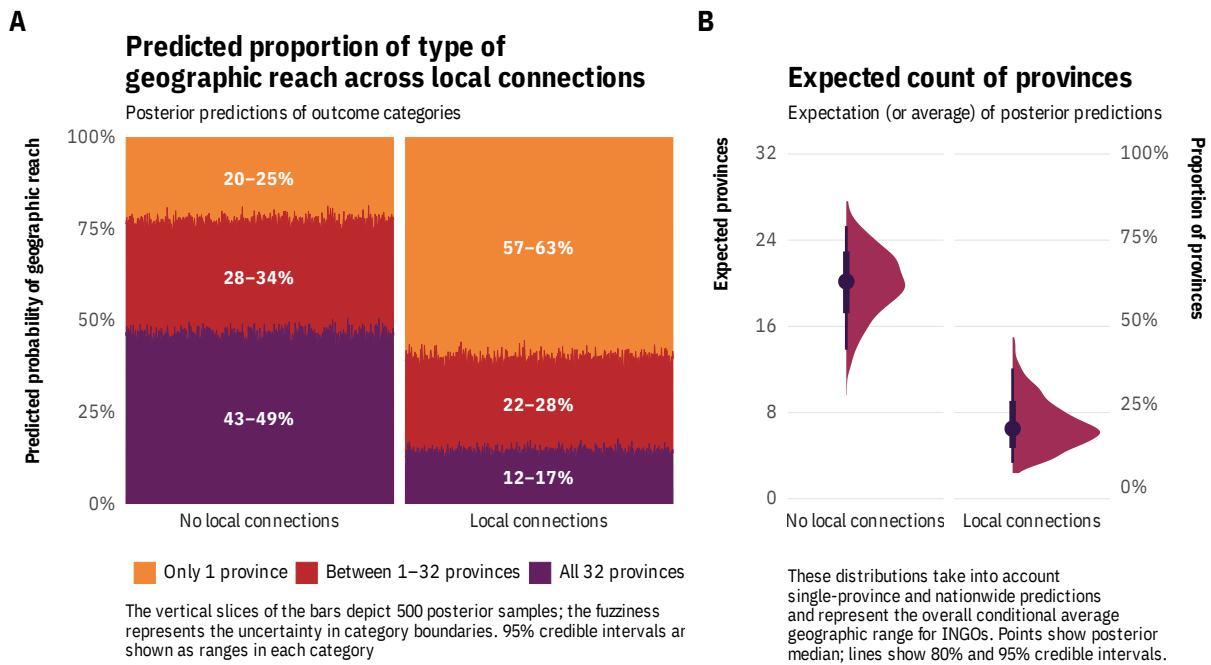 A
Predicted proportion of type of
geographic reach across local connections
Posterior predictions of outcome categories
Predicted probability of geographic reach
100%
75%
50%
25%
0%
20–25%
28–34%
43–49%
57–63%
22–28%
12–17%
No local connections
Local connections
Only 1 province
Between 1–32 provinces
All 32 provinces
The vertical slices of the bars depict 500 posterior samples; the fuzziness
represents the uncertainty in category boundaries. 95% credible intervals ar
shown as ranges in each category
B
Expected count of provinces
Expectation (or average) of posterior predictions
Expected provinces
32
24
16
8
0
Proportion of provinces
100%
75%
50%
25%
0%
No local connections
Local connections
These distributions take into account
single-province and nationwide predictions
and represent the overall conditional average
geographic range for INGOs. Points show posterior
median; lines show 80% and 95% credible intervals.